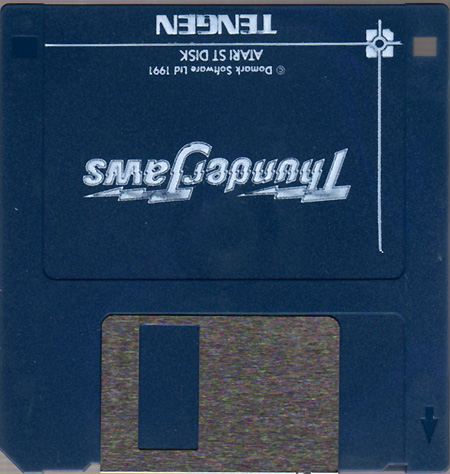 ThunderJaws
© Domark Software Ltd 1991
ATARI ST DISK
TENGEN